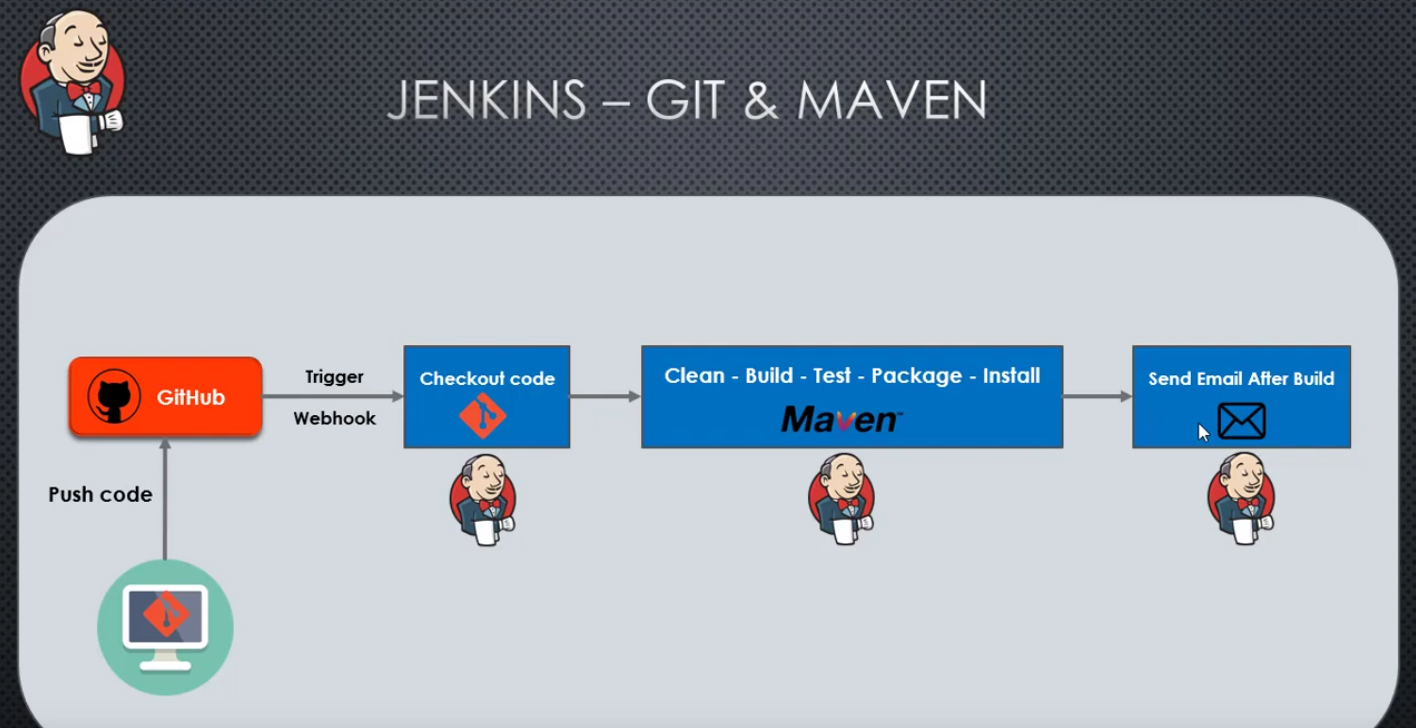 JENKINS – GIT & MAVEN
GitHub
Trigger
Webhook
Checkout code
Clean - Build - Test - Package - Install
Maven™
Send Email After Build
Push code